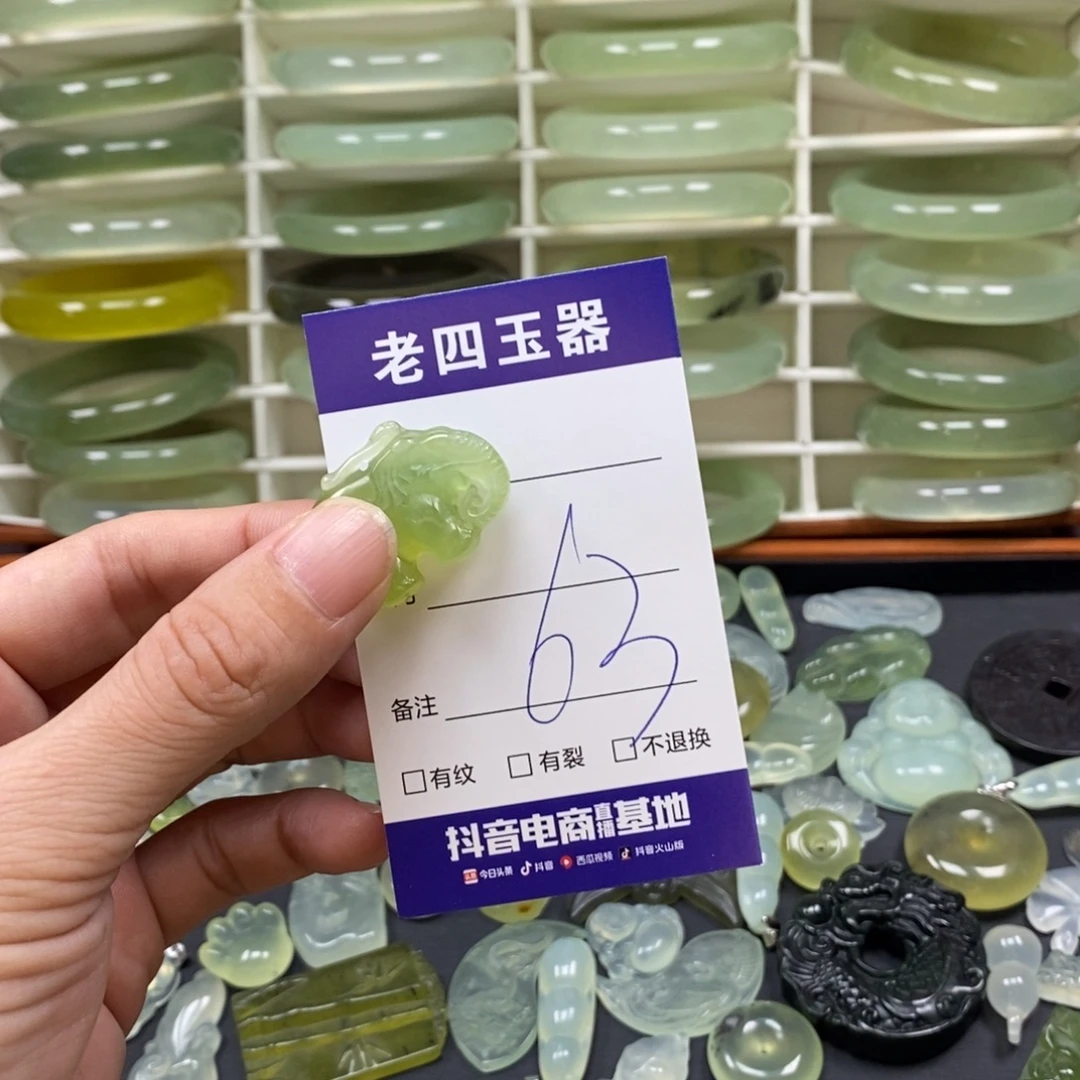 老四玉器
63
备注
□有纹 □有裂 □不退换
抖音电商直播基地
今日头条 抖音 西瓜视频 抖音火山版